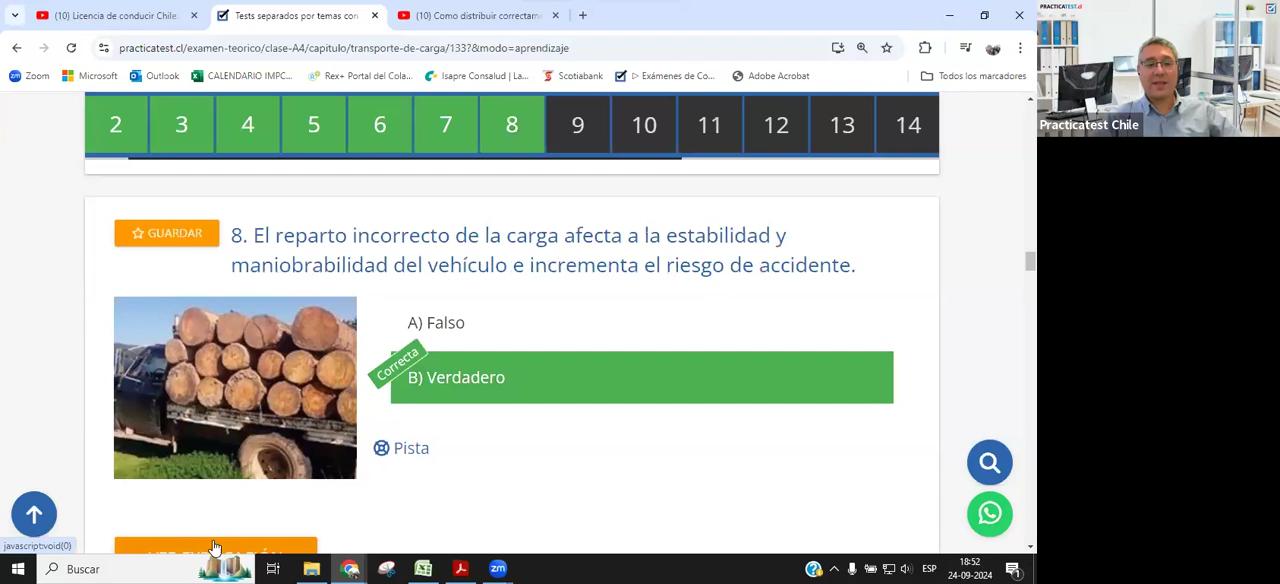 (10) Licencia de conducir Chile:
Tests separados por temas
(10) Como distribuir correctam
practicatest.cl/examen-teorico/clase-A4/capitulo/transporte-de-carga/133?&modo=aprendizaje
Zoom
Microsoft
Outlook
CALENDARIO IMPC...
Rex+ Portal del Cola...
Isapre Consalud | La...
Scotiabank
▷ Exámenes de Co...
Adobe Acrobat
Todos los marcadores
PRACTICATEST.cl
Practicatest Chile
2 3 4 5 7 8 9 10 11 12 13 14
GUARDAR
8. El reparto incorrecto de la carga afecta a la estabilidad y
maniobrabilidad del vehículo e incrementa el riesgo de accidente.
A) Falso
Correcta
B) Verdadero
Pista
javascript:void(0)
Buscar
ESP
18:52
24-09-2024